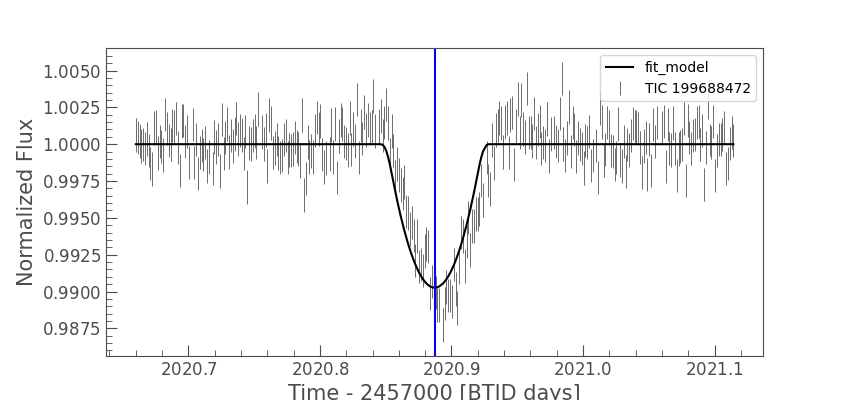 1.0050
1.0025
1.0000
0.9975
0.9950
0.9925
0.9900
0.9875
Normalized Flux
fit_model
TIC 199688472
2020.7 2020.8 2020.9 2021.0 2021.1
Time - 2457000 [BTJD days]